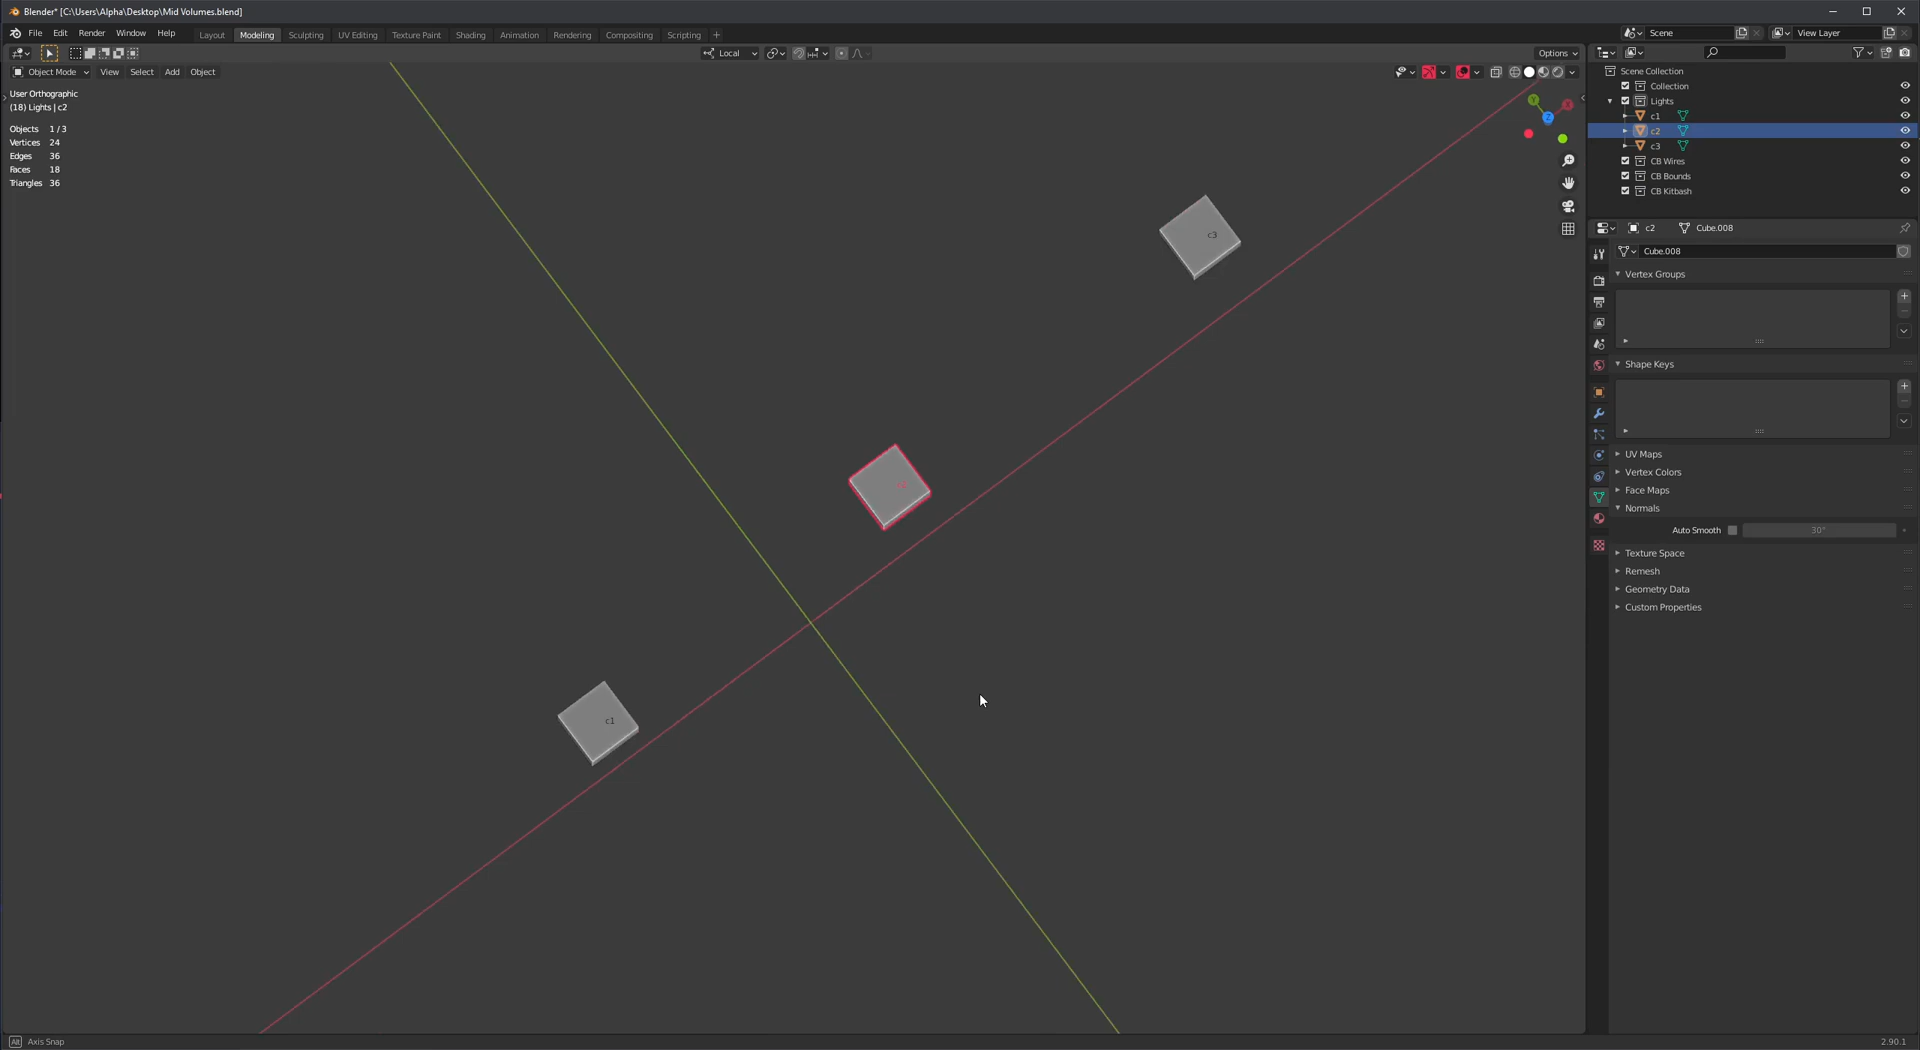 Blender* [C:\Users\Alpha\Desktop\Mid Volumes.blend]
File Edit Render Window Help Layout Modeling Sculpting UV Editing Texture Paint Shading Animation Rendering Compositing Scripting +
Scene View Layer
Local Options
Object Mode View Select Add Object
User Orthographic
(18) Lights | c2
Objects 1 / 3
Vertices 24
Edges 36
Faces 18
Triangles 36
Y X Z
c3
c2
c1
Scene Collection
Collection
Lights
c1
c2
c3
CB Wires
CB Bounds
CB Kitbash
c2 Cube.008
Cube.008
Vertex Groups
Shape Keys
UV Maps
Vertex Colors
Face Maps
Normals
Auto Smooth 30°
Texture Space
Remesh
Geometry Data
Custom Properties
Alt Axis Snap
2.90.1